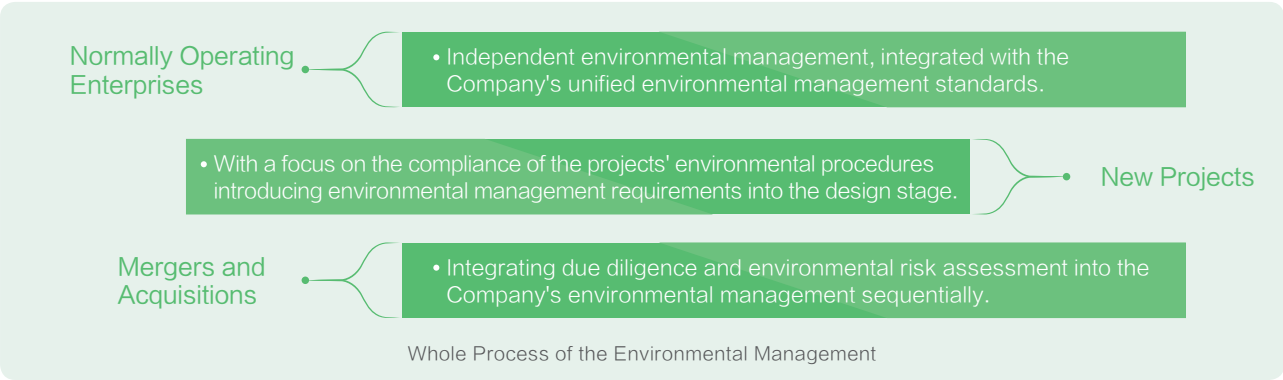 Normally Operating
Enterprises
• Independent environmental management, integrated with the
Company's unified environmental management standards.
• With a focus on the compliance of the projects' environmental procedures
introducing environmental management requirements into the design stage.
New Projects
Mergers and
Acquisitions
• Integrating due diligence and environmental risk assessment into the
Company's environmental management sequentially.
Whole Process of the Environmental Management